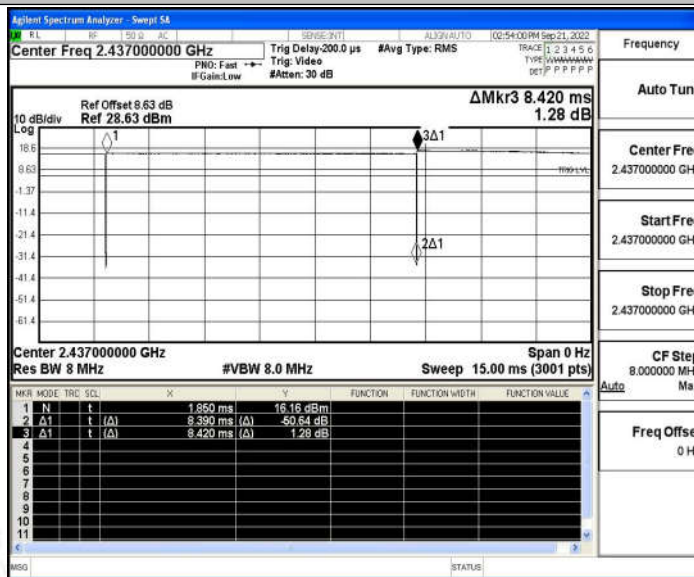 Agilent Spectrum Analyzer - Swept SA
RL RF 50 Ω AC SENSE:INT ALIGN AUTO 02:54:00 PM Sep 21, 2022
Center Freq 2.437000000 GHz Trig Delay-200.0 µs #Avg Type: RMS TRACE 1 2 3 4 5 6
PNO: Fast Trig: Video TYPE
IFGain:Low #Atten: 30 dB DET P P P P P P
Frequency
Auto Tun
ΔMkr3 8.420 ms
1.28 dB
Ref Offset 8.63 dB
10 dB/div Ref 28.63 dBm
Log
1
3Δ1
18.6
8.63
TRIG LVL
-1.37
-11.4
-21.4
2Δ1
-31.4
-41.4
-51.4
-61.4
Center Fre
2.437000000 GH
Start Fre
2.437000000 GH
Stop Fre
2.437000000 GH
CF Step
8.000000 MH
Auto Ma
Freq Offse
0 H
Center 2.437000000 GHz Span 0 Hz
Res BW 8 MHz #VBW 8.0 MHz Sweep 15.00 ms (3001 pts)
MKR MODE TRC SCL X Y FUNCTION FUNCTION WIDTH FUNCTION VALUE
1 N t 1.850 ms 16.16 dBm
2 Δ1 t (Δ) 8.390 ms (Δ) -50.64 dB
3 Δ1 t (Δ) 8.420 ms (Δ) 1.28 dB
4
5
6
7
8
9
10
11
MSG STATUS